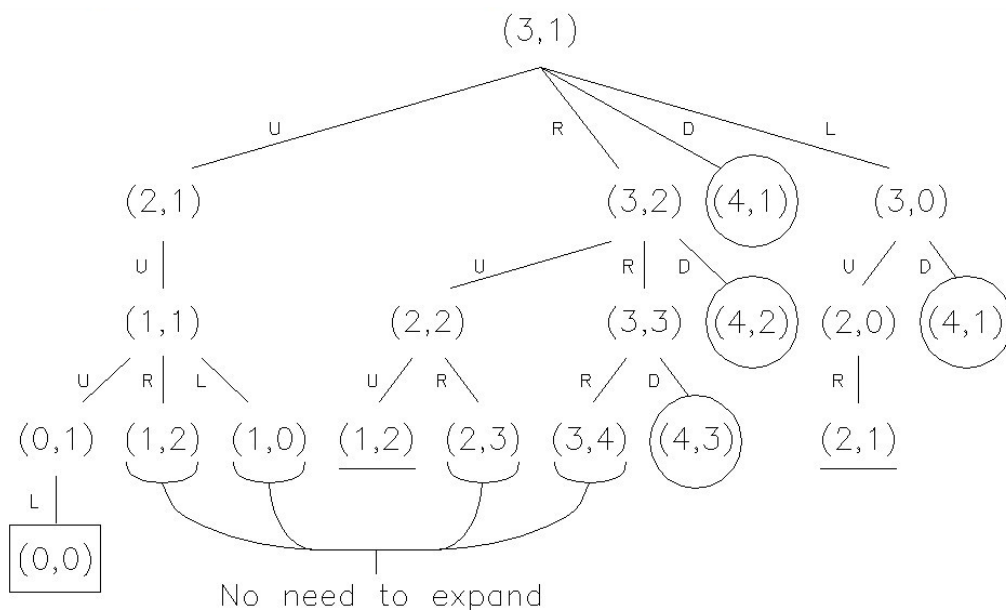 (3,1)
U R D L
(2,1) (3,2) (4,1) (3,0)
U U R D U D
(1,1) (2,2) (3,3) (4,2) (2,0) (4,1)
U R L U R R D R
(0,1) (1,2) (1,0) (1,2) (2,3) (3,4) (4,3) (2,1)
L
(0,0)
No need to expand